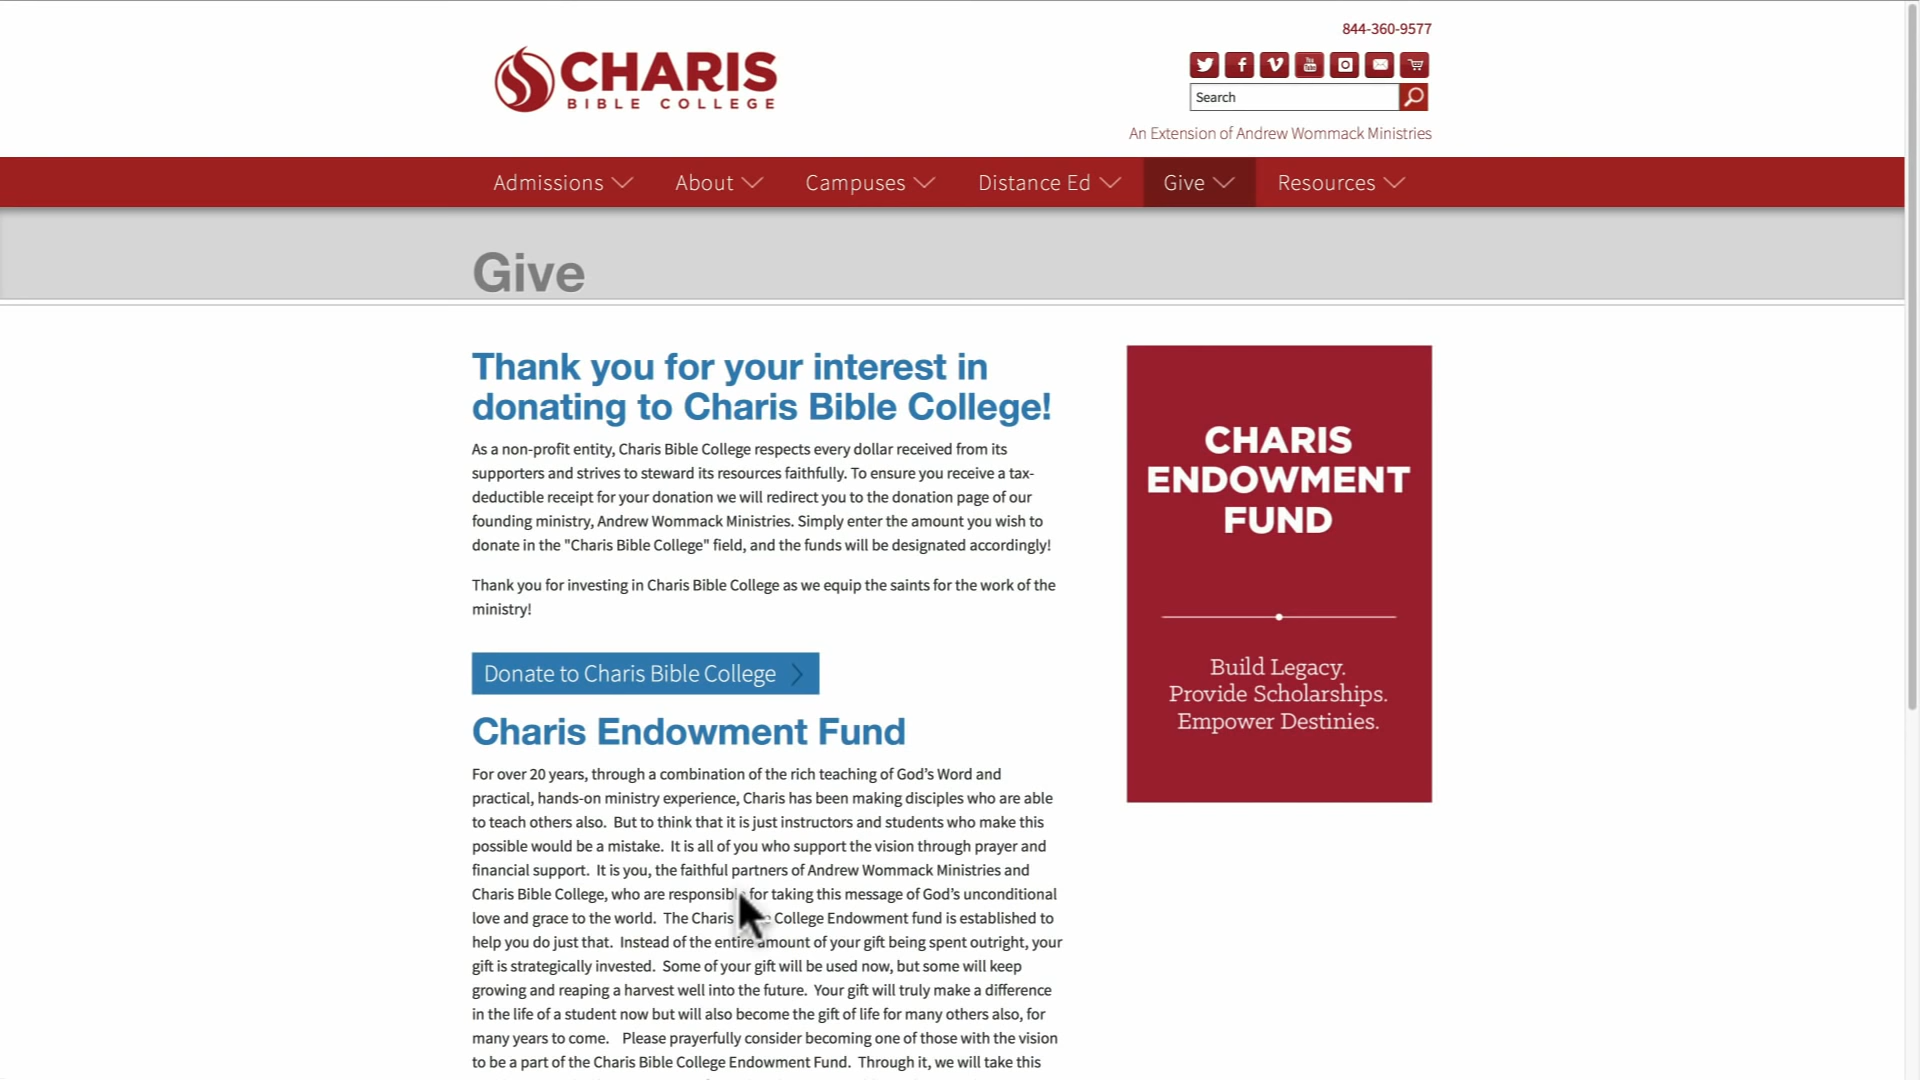 844-360-9577
CHARIS
BIBLE COLLEGE
Search
An Extension of Andrew Wommack Ministries
Admissions
About
Campuses
Distance Ed
Give
Resources
Give
Thank you for your interest in
donating to Charis Bible College!
As a non-profit entity, Charis Bible College respects every dollar received from its
supporters and strives to steward its resources faithfully. To ensure you receive a tax-
deductible receipt for your donation we will redirect you to the donation page of our
founding ministry, Andrew Wommack Ministries. Simply enter the amount you wish to
donate in the "Charis Bible College" field, and the funds will be designated accordingly!
Thank you for investing in Charis Bible College as we equip the saints for the work of the
ministry!
Donate to Charis Bible College
CHARIS
ENDOWMENT
FUND
Build Legacy.
Provide Scholarships.
Empower Destinies.
Charis Endowment Fund
For over 20 years, through a combination of the rich teaching of God’s Word and
practical, hands-on ministry experience, Charis has been making disciples who are able
to teach others also.  But to think that it is just instructors and students who make this
possible would be a mistake.  It is all of you who support the vision through prayer and
financial support.  It is you, the faithful partners of Andrew Wommack Ministries and
Charis Bible College, who are responsible for taking this message of God’s unconditional
love and grace to the world.  The Charis College Endowment fund is established to
help you do just that.  Instead of the entire amount of your gift being spent outright, your
gift is strategically invested.  Some of your gift will be used now, but some will keep
growing and reaping a harvest well into the future.  Your gift will truly make a difference
in the life of a student now but will also become the gift of life for many others also, for
many years to come.   Please prayerfully consider becoming one of those with the vision
to be a part of the Charis Bible College Endowment Fund.  Through it, we will take this